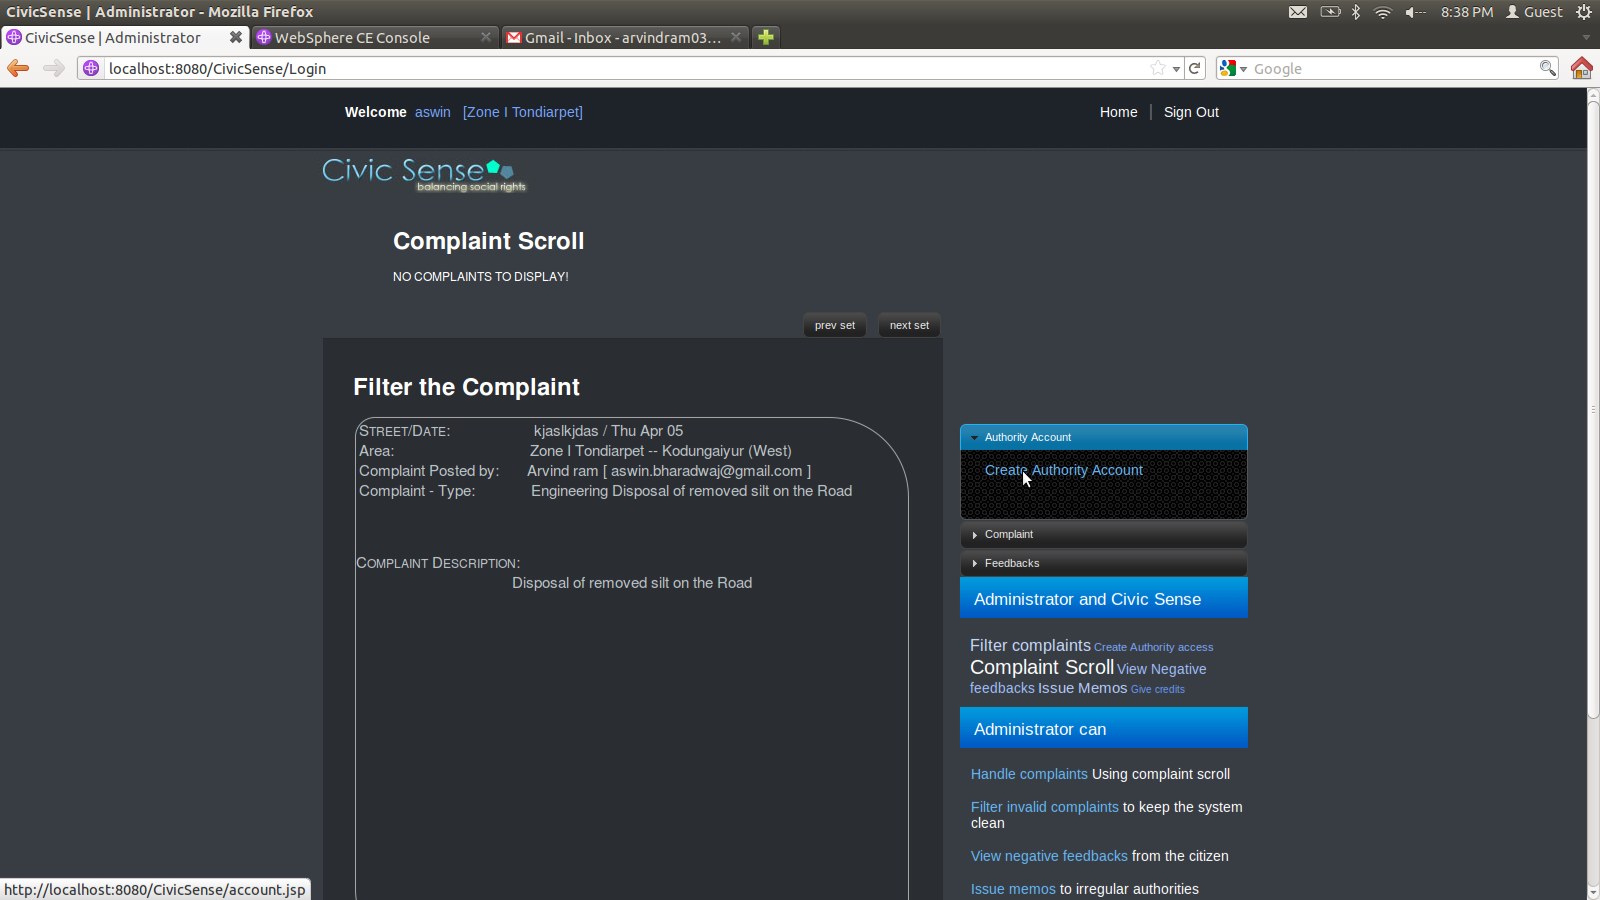 CivicSense | Administrator - Mozilla Firefox
8:38 PM Guest
CivicSense | Administrator
WebSphere CE Console
Gmail - Inbox - arvindram03...
localhost:8080/CivicSense/Login
Google
Welcome aswin [Zone I Tondiarpet]
Home | Sign Out
Civic Sense
balancing social rights
Complaint Scroll
NO COMPLAINTS TO DISPLAY!
prev set
next set
Filter the Complaint
STREET/DATE: kjaslkjdas / Thu Apr 05
Area: Zone I Tondiarpet -- Kodungaiyur (West)
Complaint Posted by: Arvind ram [ aswin.bharadwaj@gmail.com ]
Complaint - Type: Engineering Disposal of removed silt on the Road
COMPLAINT DESCRIPTION:
Disposal of removed silt on the Road
Authority Account
Create Authority Account
Complaint
Feedbacks
Administrator and Civic Sense
Filter complaints Create Authority access
Complaint Scroll View Negative
feedbacks Issue Memos Give credits
Administrator can
Handle complaints Using complaint scroll
Filter invalid complaints to keep the system
clean
View negative feedbacks from the citizen
Issue memos to irregular authorities
http://localhost:8080/CivicSense/account.jsp